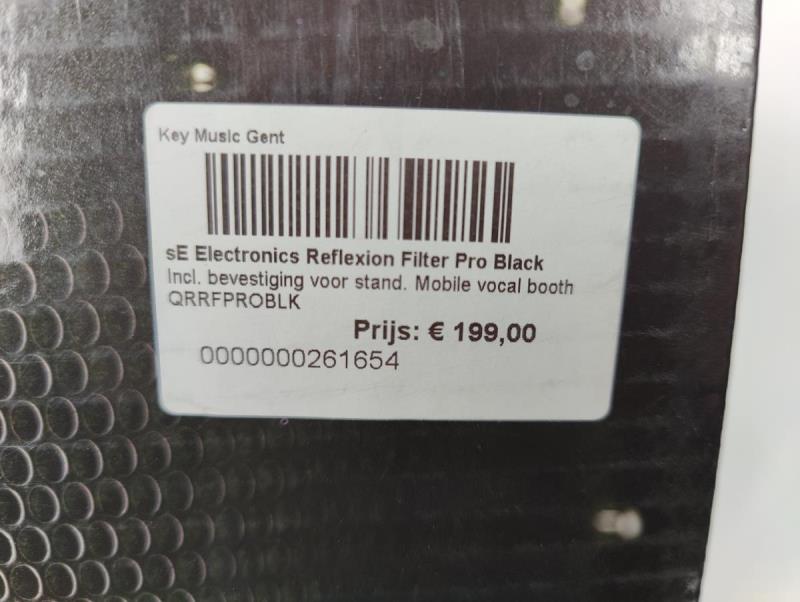 Key Music Gent
sE Electronics Reflexion Filter Pro Black
Incl. bevestiging voor stand. Mobile vocal booth
QRRFPROBLK
Prijs: € 199,00
0000000261654